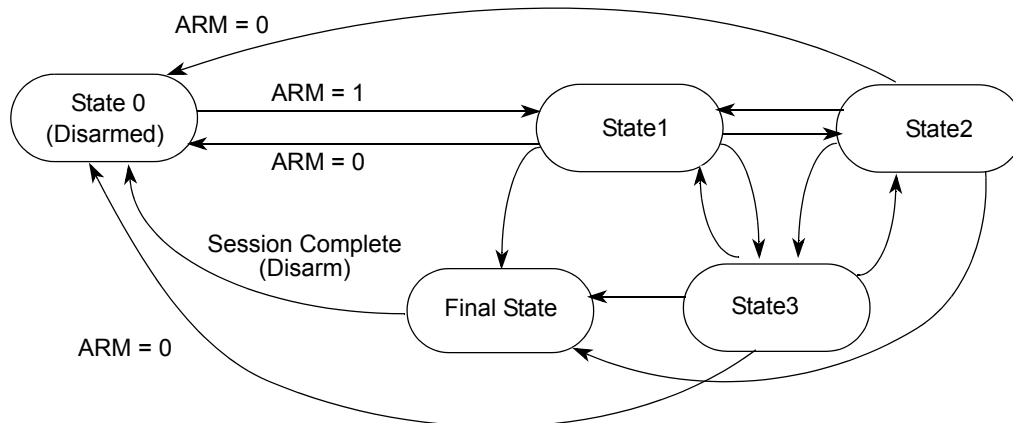 ARM = 0
State 0
(Disarmed)
ARM = 1
State1
State2
ARM = 0
Session Complete
(Disarm)
Final State
State3
ARM = 0